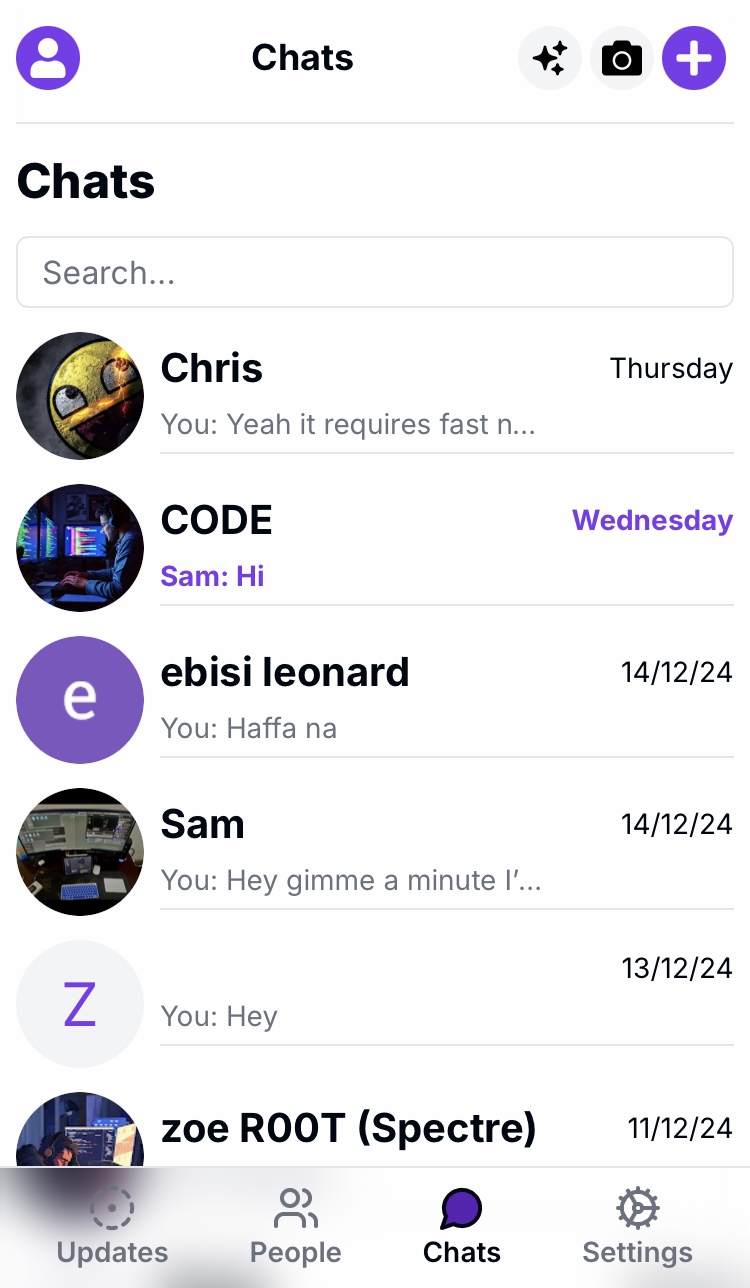 Chats
Chats
Search...
Chris
Thursday
You: Yeah it requires fast n...
CODE
Wednesday
Sam: Hi
e
ebisi leonard
14/12/24
You: Haffa na
Sam
14/12/24
You: Hey gimme a minute I’...
Z
13/12/24
You: Hey
zoe R00T (Spectre)
11/12/24
Updates
People
Chats
Settings